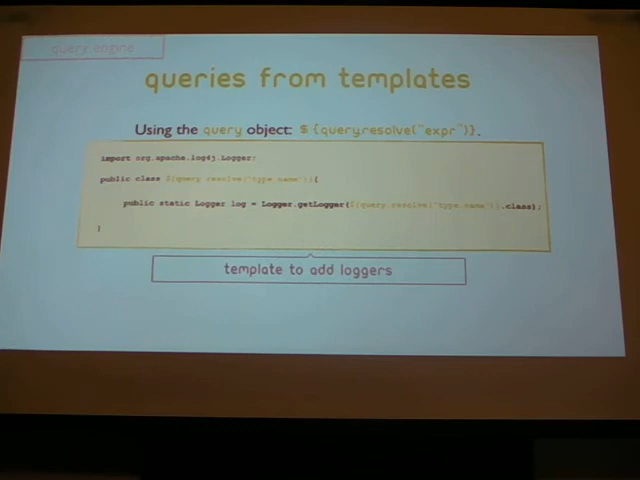 query engine
queries from templates
Using the query object: ${query.resolve("expr")}.
import org.apache.log4j.Logger;
public class ${query.resolve("type.name")}{
public static Logger log = Logger.getLogger(${query.resolve("type.name")}.class);
}
template to add loggers